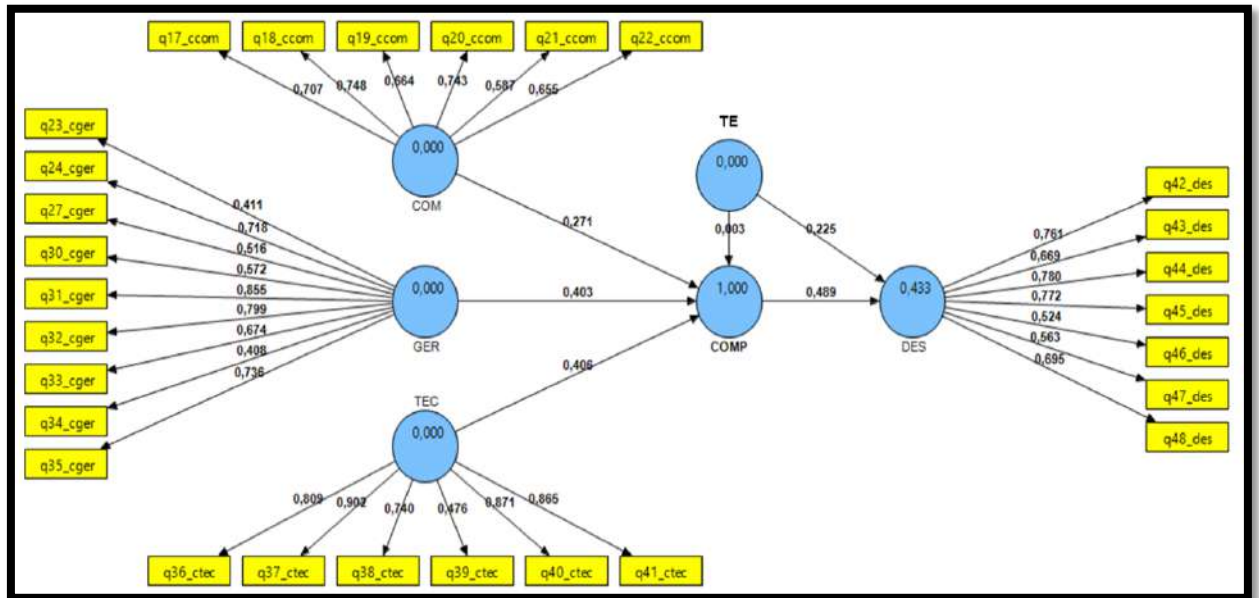 q17_ccom q18_ccom q19_ccom q20_ccom q21_ccom q22_ccom
0,707 0,748 0,664 0,743 0,587 0,655
0,000
COM
q23_cger
q24_cger
q27_cger
q30_cger
q31_cger
q32_cger
q33_cger
q34_cger
q35_cger
0,411
0,718
0,516
0,572
0,855
0,799
0,674
0,408
0,736
0,000
GER
TEC
0,000
0,809 0,902 0,740 0,476 0,871 0,865
q36_ctec q37_ctec q38_ctec q39_ctec q40_ctec q41_ctec
0,271
0,403
0,406
TE
0,000
0,003
0,225
1,000
COMP
0,489
0,433
DES
0,761
0,669
0,780
0,772
0,524
0,563
0,695
q42_des
q43_des
q44_des
q45_des
q46_des
q47_des
q48_des